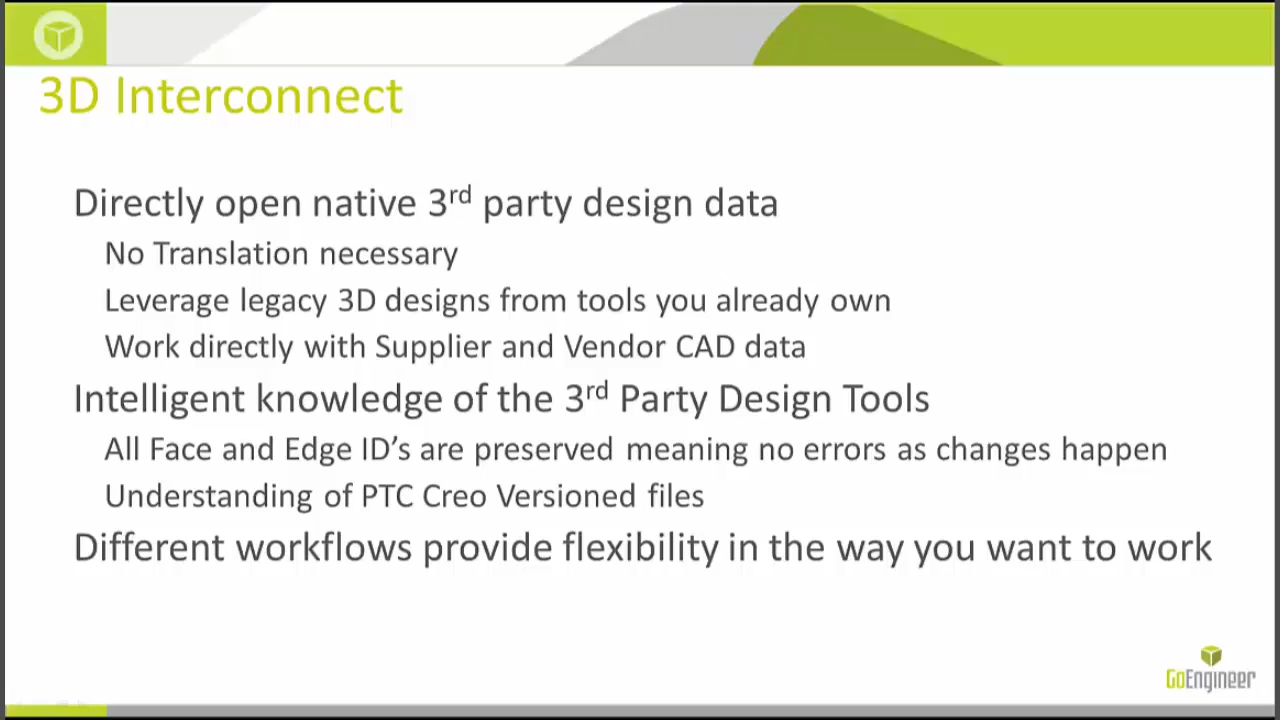 3D Interconnect
Directly open native 3rd party design data
No Translation necessary
Leverage legacy 3D designs from tools you already own
Work directly with Supplier and Vendor CAD data
Intelligent knowledge of the 3rd Party Design Tools
All Face and Edge ID’s are preserved meaning no errors as changes happen
Understanding of PTC Creo Versioned files
Different workflows provide flexibility in the way you want to work
GoEngineer